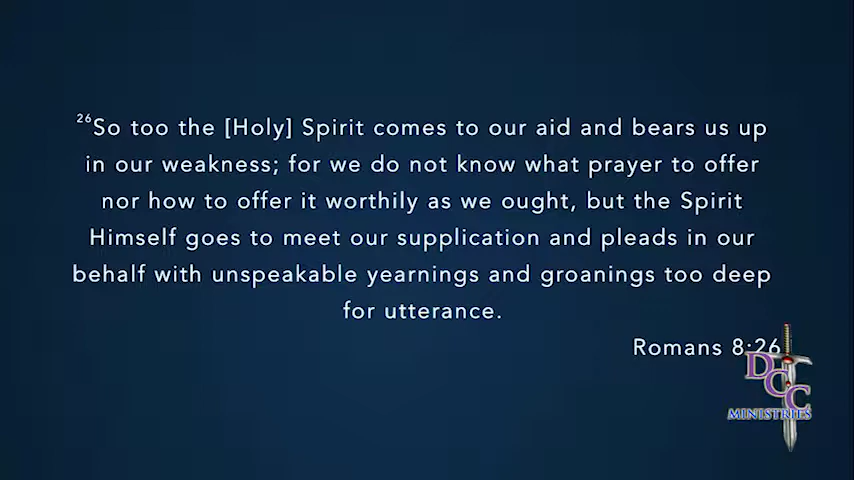 26So too the [Holy] Spirit comes to our aid and bears us up
in our weakness; for we do not know what prayer to offer
nor how to offer it worthily as we ought, but the Spirit
Himself goes to meet our supplication and pleads in our
behalf with unspeakable yearnings and groanings too deep
for utterance.
Romans 8:26
DCC
MINISTRIES